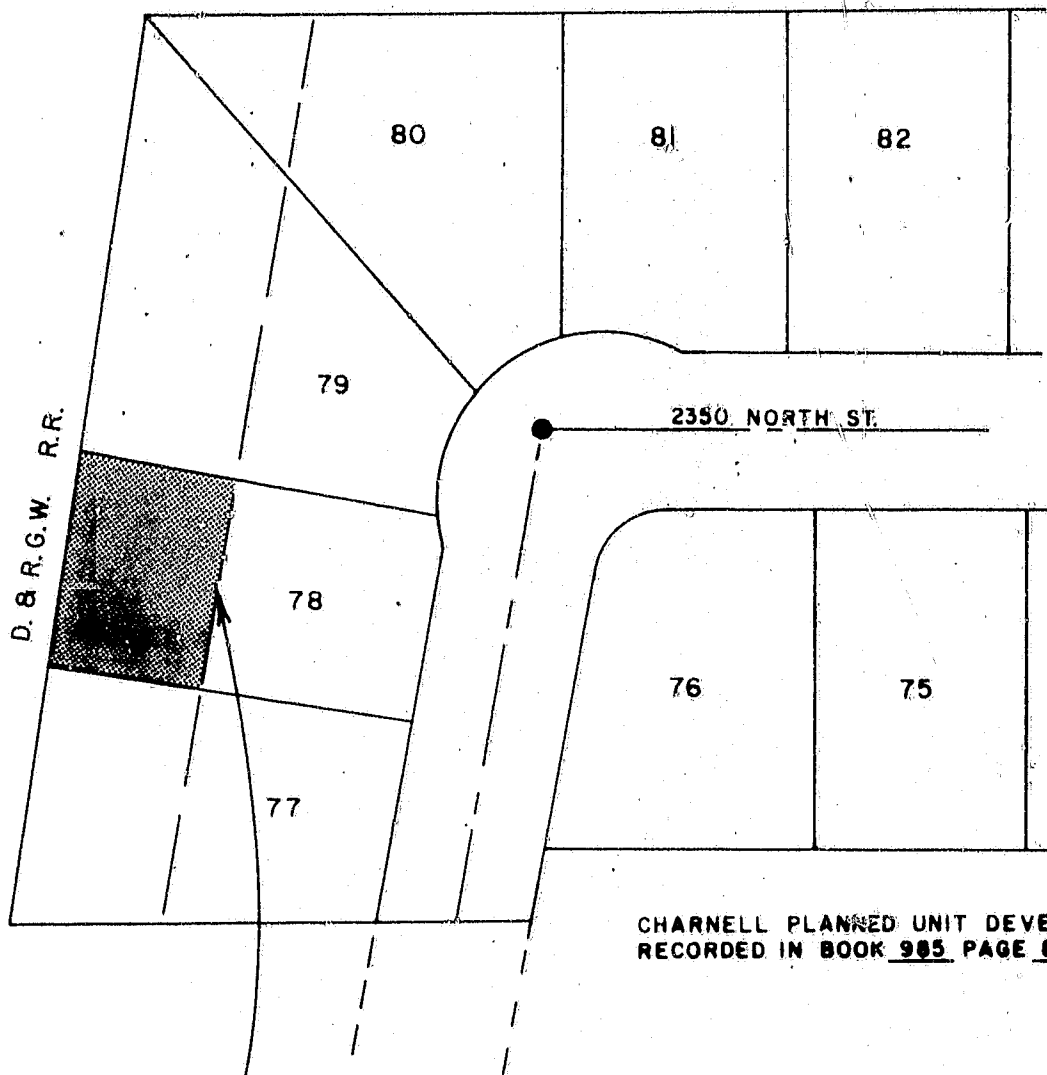 80
81
82
79
2350 NORTH ST.
D. & R.G.W. R.R.
78
76
75
77
CHARNELL PLANNED UNIT
RECORDED IN BOOK 985 PAGE